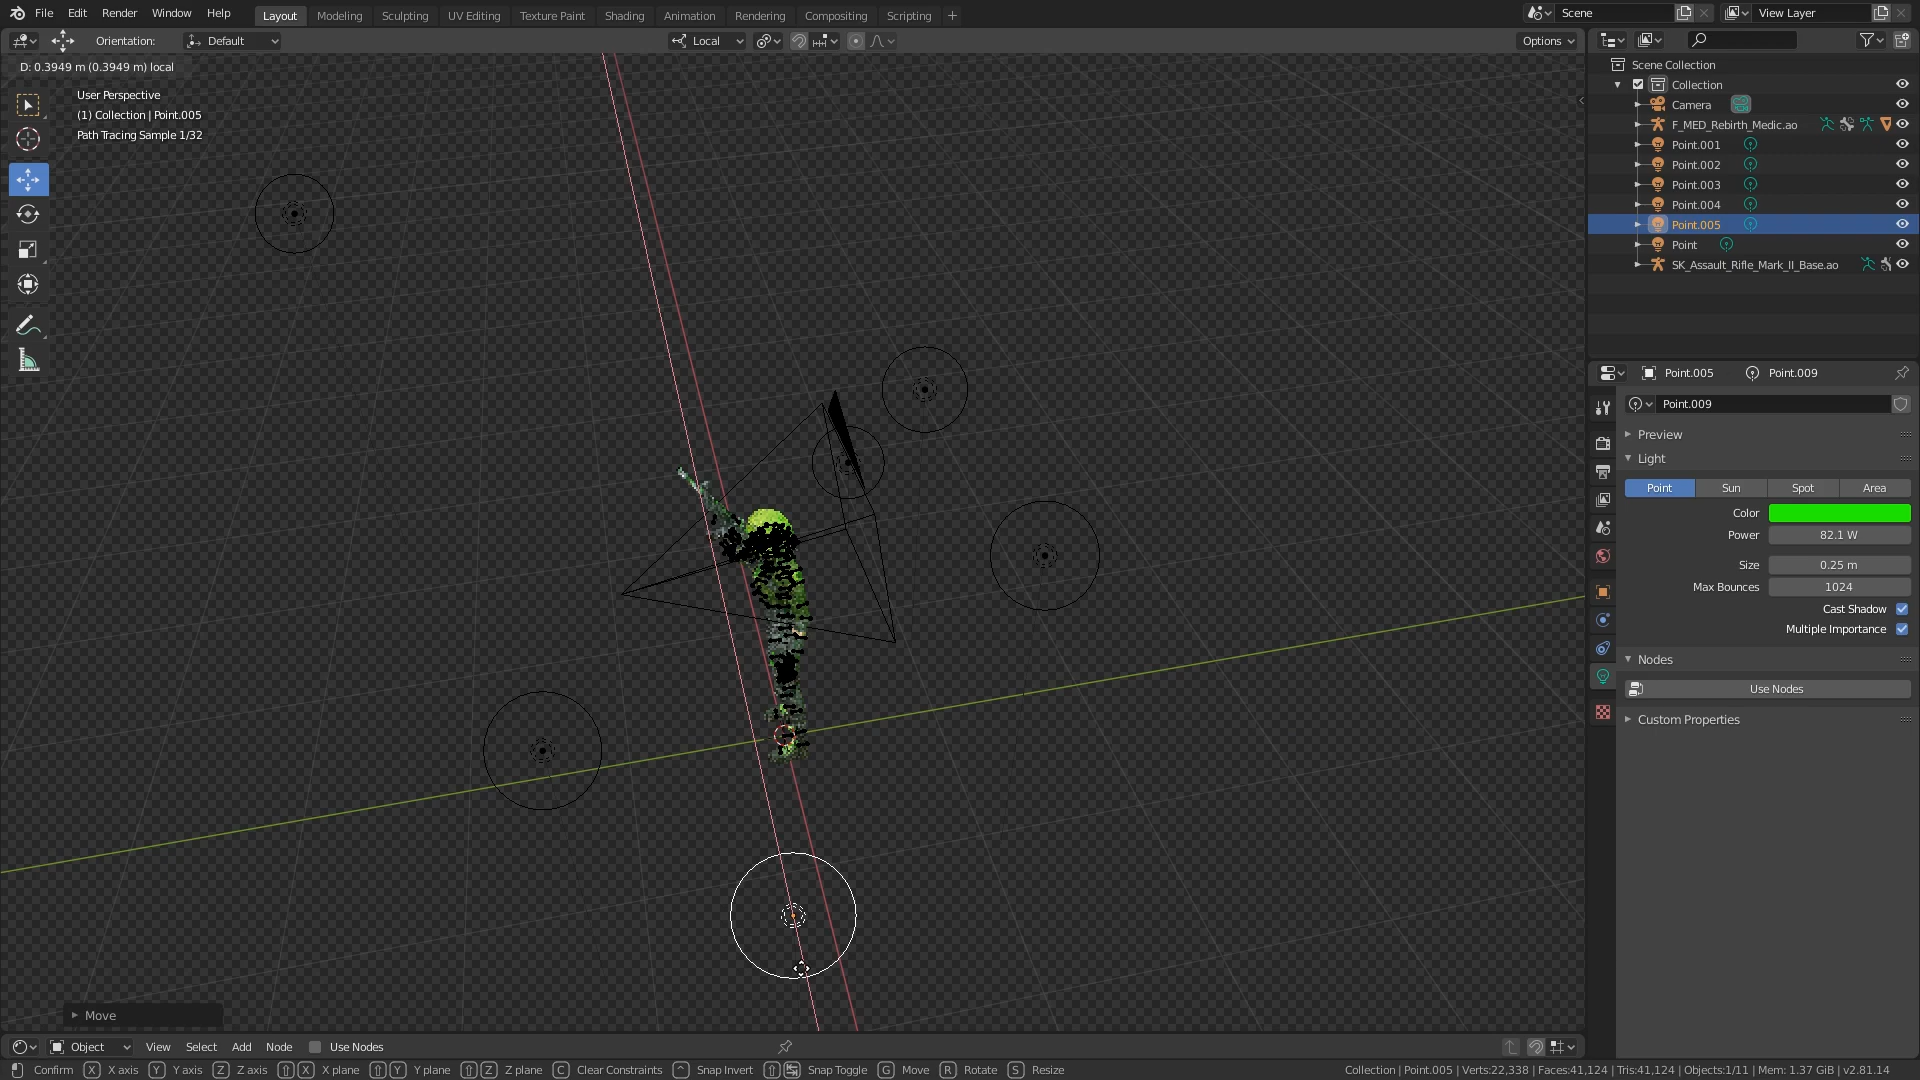 File Edit Render Window Help Layout Modeling Sculpting UV Editing Texture Paint Shading Animation Rendering Compositing Scripting + Scene View Layer
Orientation: Default Local Options
D: 0.3949 m (0.3949 m) local
User Perspective
(1) Collection | Point.005
Path Tracing Sample 1/32
Scene Collection
Collection
Camera
F_MED_Rebirth_Medic.ao
Point.001
Point.002
Point.003
Point.004
Point.005
Point
SK_Assault_Rifle_Mark_II_Base.ao
Point.005 Point.009
Point.009
Preview
Light
Point Sun Spot Area
Color
Power 82.1 W
Size 0.25 m
Max Bounces 1024
Cast Shadow
Multiple Importance
Nodes
Use Nodes
Custom Properties
Move
Object View Select Add Node Use Nodes
Confirm X X axis Y Y axis Z Z axis X X plane Y Y plane Z Z plane C Clear Constraints ^ Snap Invert Snap Toggle G Move R Rotate S Resize
Collection | Point.005 | Verts:22,338 | Faces:41,124 | Tris:41,124 | Objects:1/11 | Mem: 1.37 GiB | v2.81.14